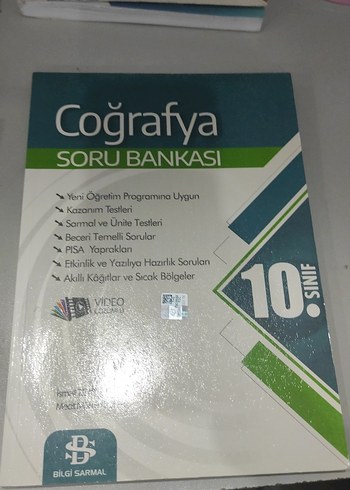 Coğrafya
SORU BANKASI
Yeni Öğretim Programına Uygun
Kazanım Testleri
Sarmal ve Ünite Testleri
Beceri Temelli Sorular
PISA Yaprakları
Etkinlik ve Yazılıya Hazırlık Soruları
Akıllı Kâğıtlar ve Sıcak Bölgeler
10. SINIF
VIDEO
ÇÖZÜMLÜ
BİLGİ SARMAL